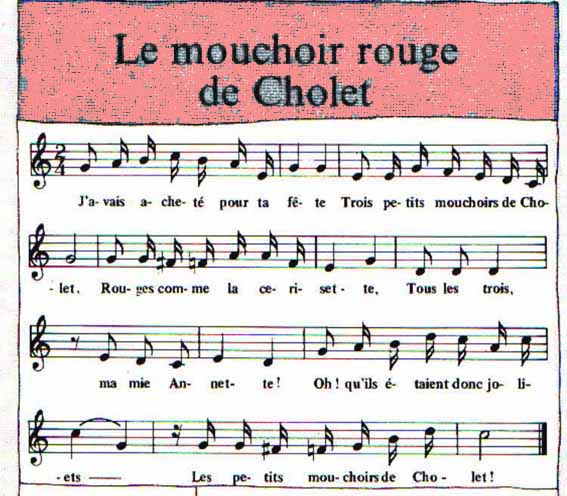 Le mouchoir rouge
de Cholet
2
4
J'a- vais a- che- té pour ta fê- te Trois pe- tits mouchoirs de Cho-
- let. Rou- ges com- me la ce- ri- set- te, Tous les trois,
ma mie An- net- te! Oh! qu'ils é- taient donc jo- li-
- ets —— Les pe- tits mou- choirs de Cho - let!